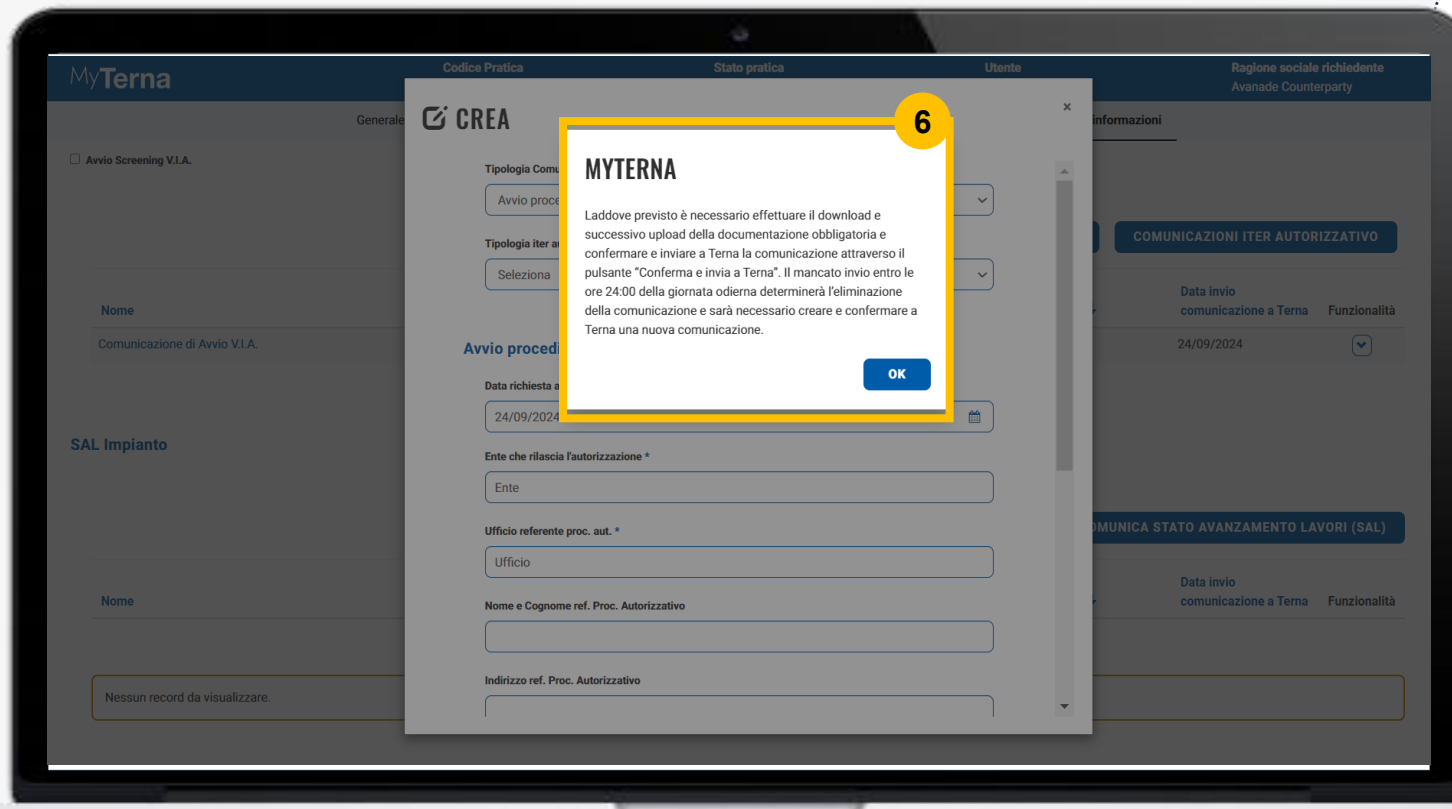 MyTerna
Codice Pratica
Stato pratica
Utente
Ragione sociale richiedente
Avanade Counterparty
Generale
informazioni
Avvio Screening V.I.A.
COMUNICAZIONI ITER AUTORIZZATIVO
Nome
Data invio
comunicazione a Terna
Funzionalità
Comunicazione di Avvio V.I.A.
24/09/2024
SAL Impianto
COMUNICA STATO AVANZAMENTO LAVORI (SAL)
Nome
Data invio
comunicazione a Terna
Funzionalità
Nessun record da visualizzare.
CREA
×
Tipologia
Avvio
Tipologia iter
Seleziona
Avvio
Data richiesta
24/09/2024
Ente che rilascia l'autorizzazione *
Ente
Ufficio referente proc. aut. *
Ufficio
Nome e Cognome ref. Proc. Autorizzativo
Indirizzo ref. Proc. Autorizzativo
6
MYTERNA
Laddove previsto è necessario effettuare il download e
successivo upload della documentazione obbligatoria e
confermare e inviare a Terna la comunicazione attraverso il
pulsante “Conferma e invia a Terna”. Il mancato invio entro le
ore 24:00 della giornata odierna determinerà l’eliminazione
della comunicazione e sarà necessario creare e confermare a
Terna una nuova comunicazione.
OK